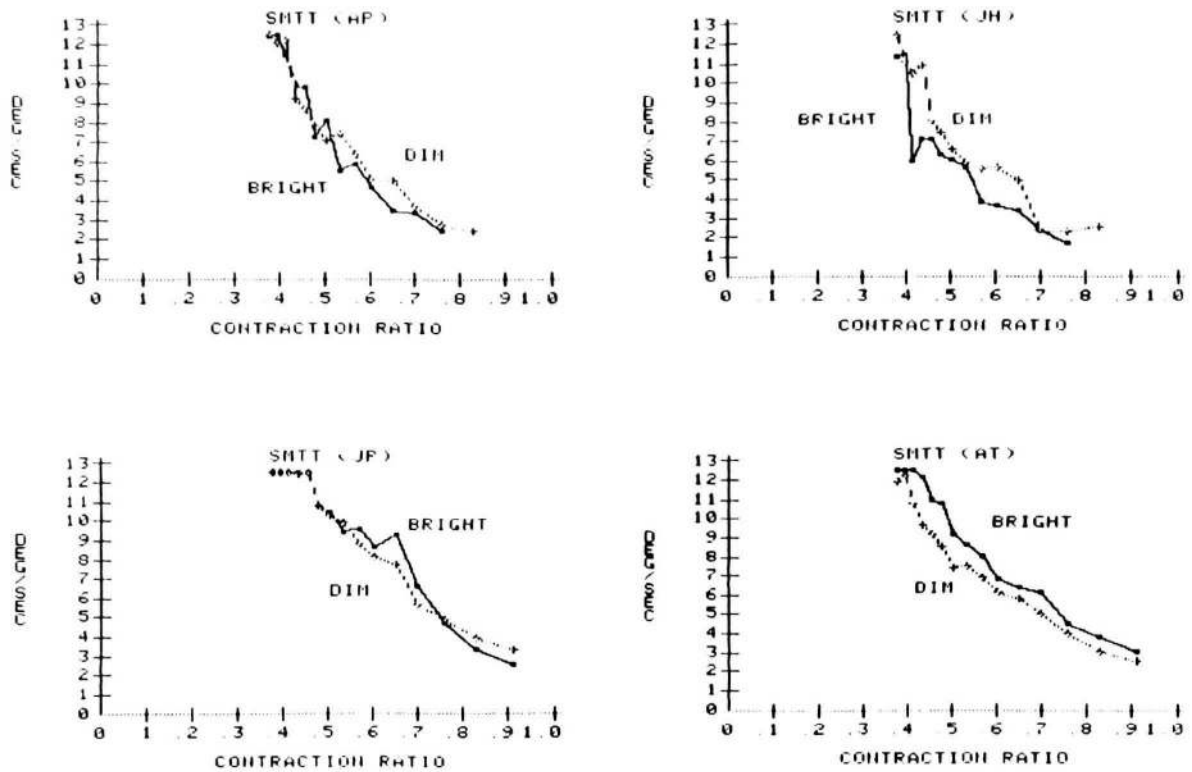 SMTT (AP)
13
12
11
10
9
8
7
6
5
4
3
2
1
0
DEG/SEC
DIM
BRIGHT
0 .1 .2 .3 .4 .5 .6 .7 .8 .9 1.0
CONTRACTION RATIO
SMTT (JH)
13
12
11
10
9
8
7
6
5
4
3
2
1
0
DEG/SEC
BRIGHT
DIM
0 .1 .2 .3 .4 .5 .6 .7 .8 .9 1.0
CONTRACTION RATIO
SMTT (JF)
13
12
11
10
9
8
7
6
5
4
3
2
1
0
DEG/SEC
BRIGHT
DIM
0 .1 .2 .3 .4 .5 .6 .7 .8 .9 1.0
CONTRACTION RATIO
SMTT (AT)
13
12
11
10
9
8
7
6
5
4
3
2
1
0
DEG/SEC
BRIGHT
DIM
0 .1 .2 .3 .4 .5 .6 .7 .8 .9 1.0
CONTRACTION RATIO